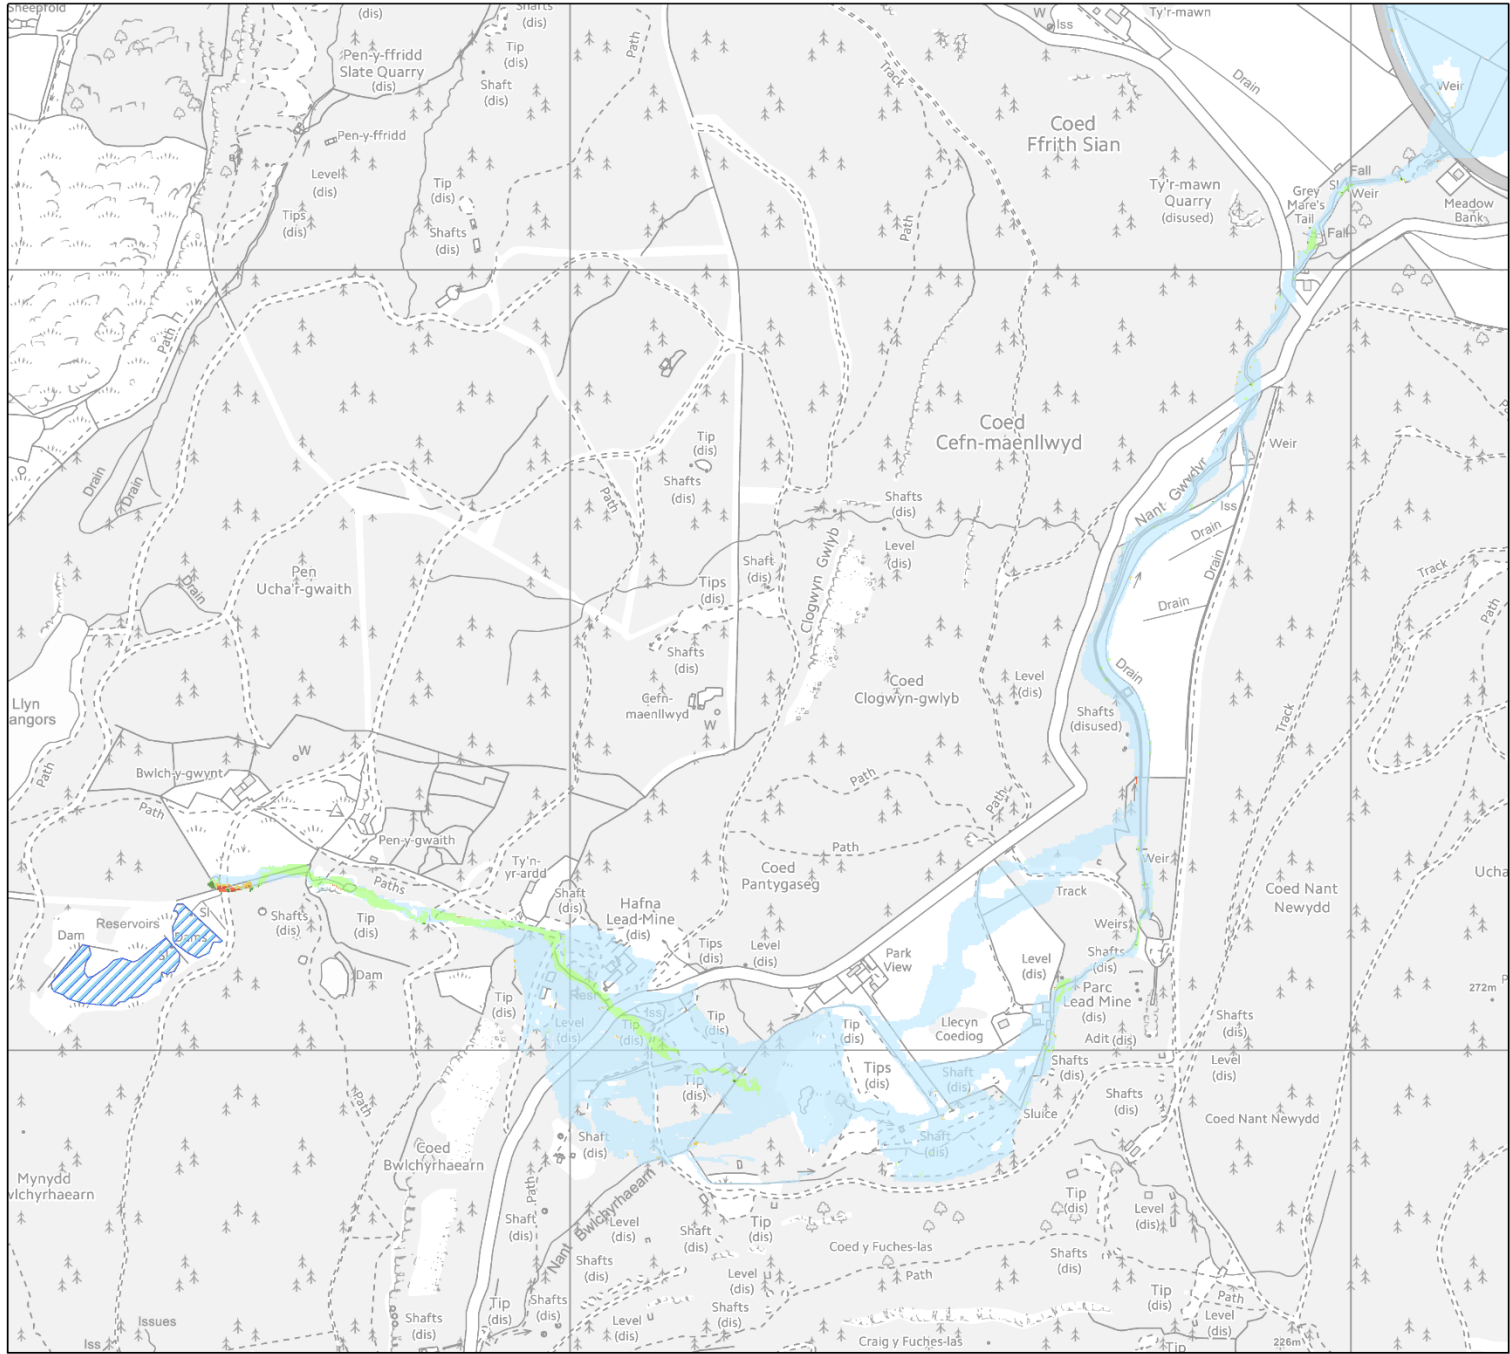 Sheepfold
(dis)
Shafts
(dis)
Tip
(dis)
Shaft
(dis)
Pen-y-ffridd
Slate Quarry
(dis)
Pen-y-ffridd
Level
(dis)
Tips
(dis)
Tip
(dis)
Shafts
(dis)
Path
Track
W
Iss
Ty'r-mawn
Drain
Weir
Coed
Ffrith Sian
Ty'r-mawn
Quarry
(disused)
Grey
Mare's
Tail
Fall
Sl
Weir
Fall
Meadow
Bank
Path
Path
Coed
Cefn-maenllwyd
Tip
(dis)
Shafts
(dis)
Drain
Drain
Path
Shafts
(dis)
Level
(dis)
Nant Gwydyr
Weir
Iss
Drain
Drain
Drain
Drain
Pen
Ucha'r-gwaith
Drain
Tips
(dis)
Shaft
(dis)
Clogwyn Gwlyb
Shafts
(dis)
Cefn-
maenllwyd
W
Coed
Clogwyn-gwlyb
Level
(dis)
Shafts
(disused)
Track
Track
Path
Llyn
angors
Path
W
Bwlch-y-gwynt
Path
Pen-y-gwaith
Paths
Ty'n-
yr-ardd
Path
Path
Path
Coed
Pantygaseg
Weir
Track
Coed Nant
Newydd
Ucha
Reservoirs
Sl
Dam
Dams
Sl
Shafts
(dis)
Tip
(dis)
Dam
Shaft
(dis)
Hafna
Lead Mine
(dis)
Tips
(dis)
Level
(dis)
Park
View
Weirs
Shafts
(dis)
Level
(dis)
Parc
Lead Mine
(dis)
Adit (dis)
272m
Shafts
(dis)
Tip
(dis)
Resr
Level
(dis)
Iss
Tip
(dis)
Tip
(dis)
Tip
(dis)
Llecyn
Coediog
Tip
(dis)
Tips
(dis)
Shaft
(dis)
Shafts
(dis)
Level
(dis)
Sluice
Shafts
(dis)
Coed Nant Newydd
Path
Coed
Bwlchyrhaearn
Shaft
(dis)
Shaft
(dis)
Mynydd
wlchyrhaearn
Path
Nant Bwlchyrhaearn
Shaft
(dis)
Level
(dis)
Shaft
(dis)
Tip
(dis)
Tip
(dis)
Level
(dis)
Coed y Fuches-las
Path
Shafts
(dis)
Shafts
(dis)
Level
(dis)
Shafts
(dis)
Level
(dis)
Tip
(dis)
Shafts
(dis)
Shafts
(dis)
Tip
(dis)
Path
Level
(dis)
Issues
Iss
Craig y Fuches-las
Tip
226m